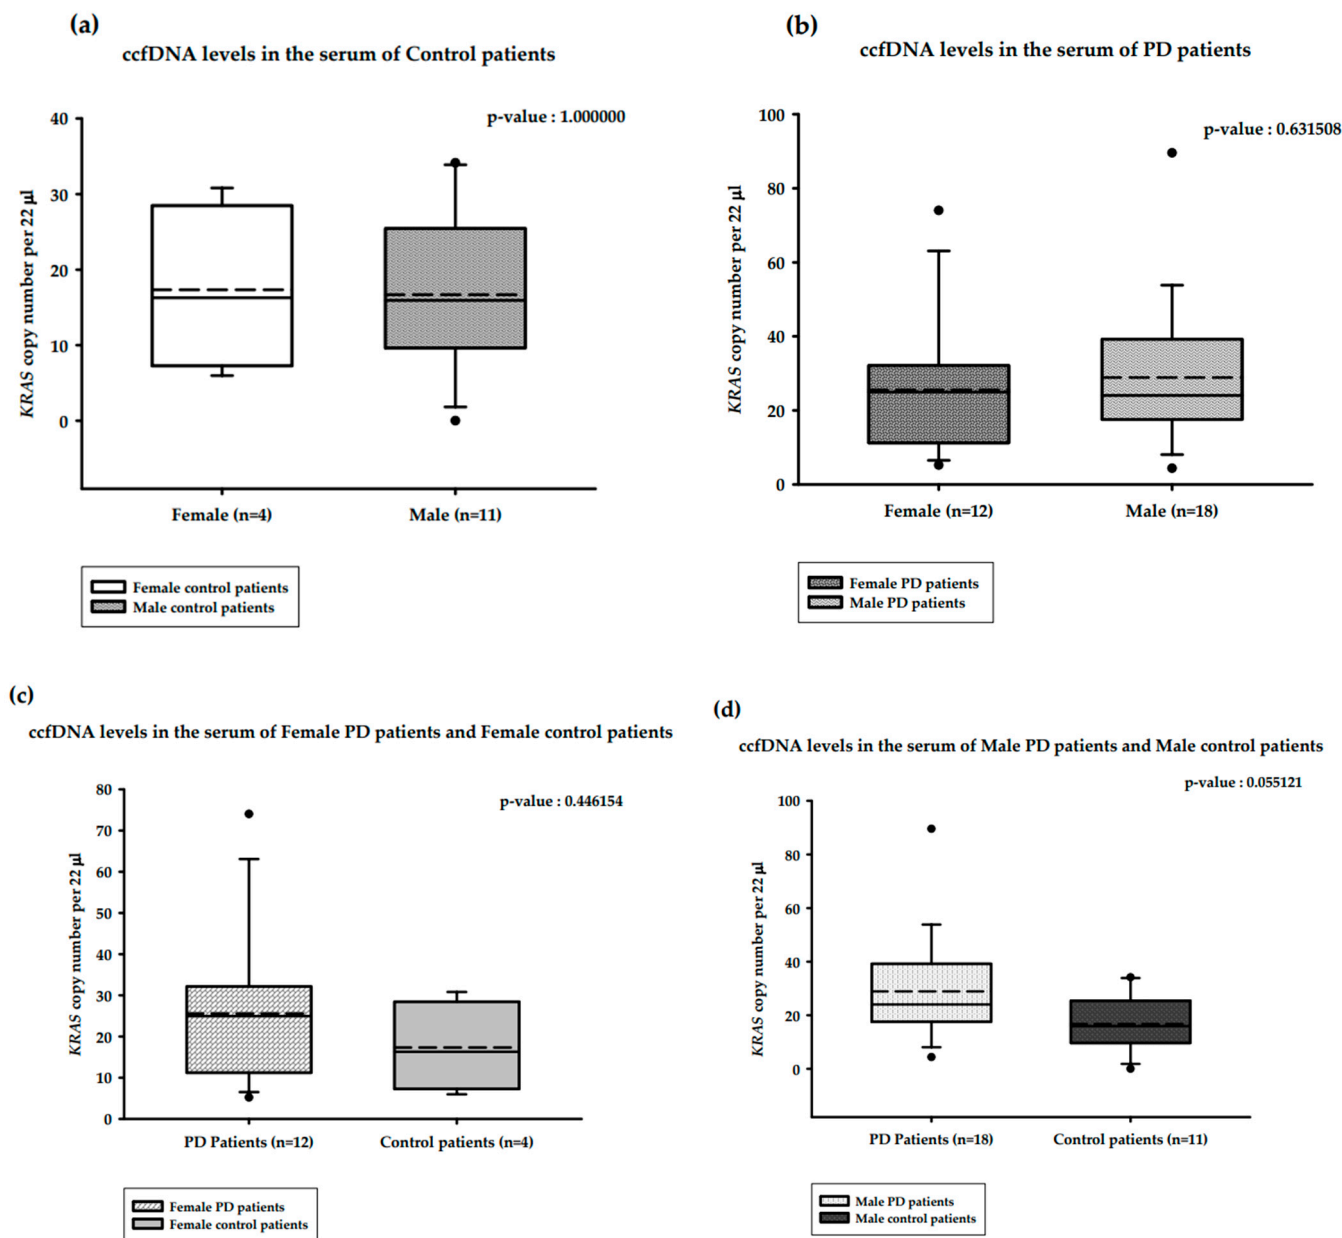 (a)
ccfDNA levels in the serum of Control patients
p-value : 1.000000
KRAS copy number per 22 µl
40
30
20
10
0
Female (n=4)
Male (n=11)
Female control patients
Male control patients
(b)
ccfDNA levels in the serum of PD patients
p-value : 0.631508
KRAS copy number per 22 µl
100
80
60
40
20
0
Female (n=12)
Male (n=18)
Female PD patients
Male PD patients
(c)
ccfDNA levels in the serum of Female PD patients and Female control patients
p-value : 0.446154
KRAS copy number per 22 µl
80
70
60
50
40
30
20
10
0
PD Patients (n=12)
Control patients (n=4)
Female PD patients
Female control patients
(d)
ccfDNA levels in the serum of Male PD patients and Male control patients
p-value : 0.055121
KRAS copy number per 22 µl
100
80
60
40
20
0
PD Patients (n=18)
Control patients (n=11)
Male PD patients
Male control patients